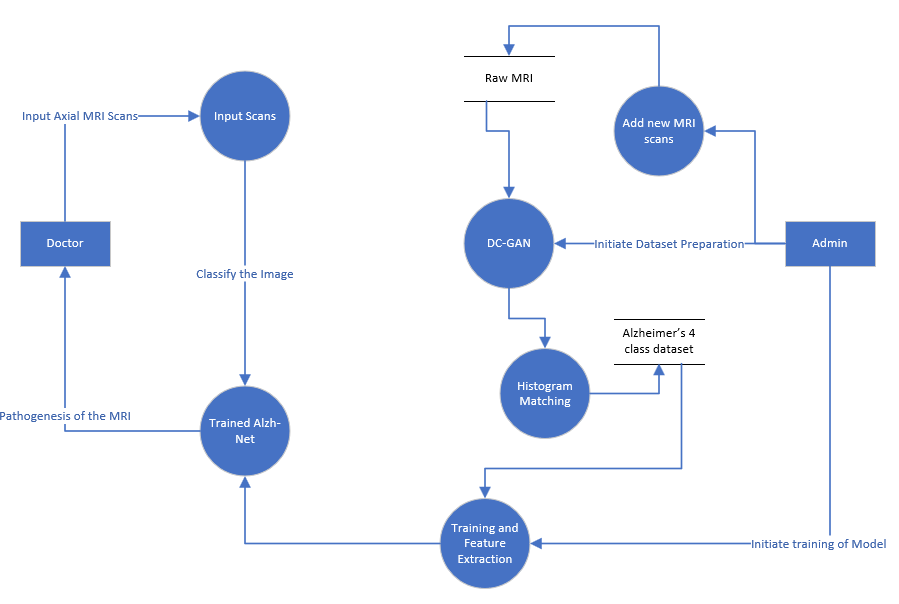 Raw MRI
Input Axial MRI Scans
Input Scans
Add new MRI
scans
Doctor
DC-GAN
Initiate Dataset Preparation
Admin
Classify the Image
Alzheimer's 4
class dataset
Histogram
Matching
Pathogenesis of the MRI
Trained Alzh-
Net
Training and
Feature
Extraction
Initiate training of Model